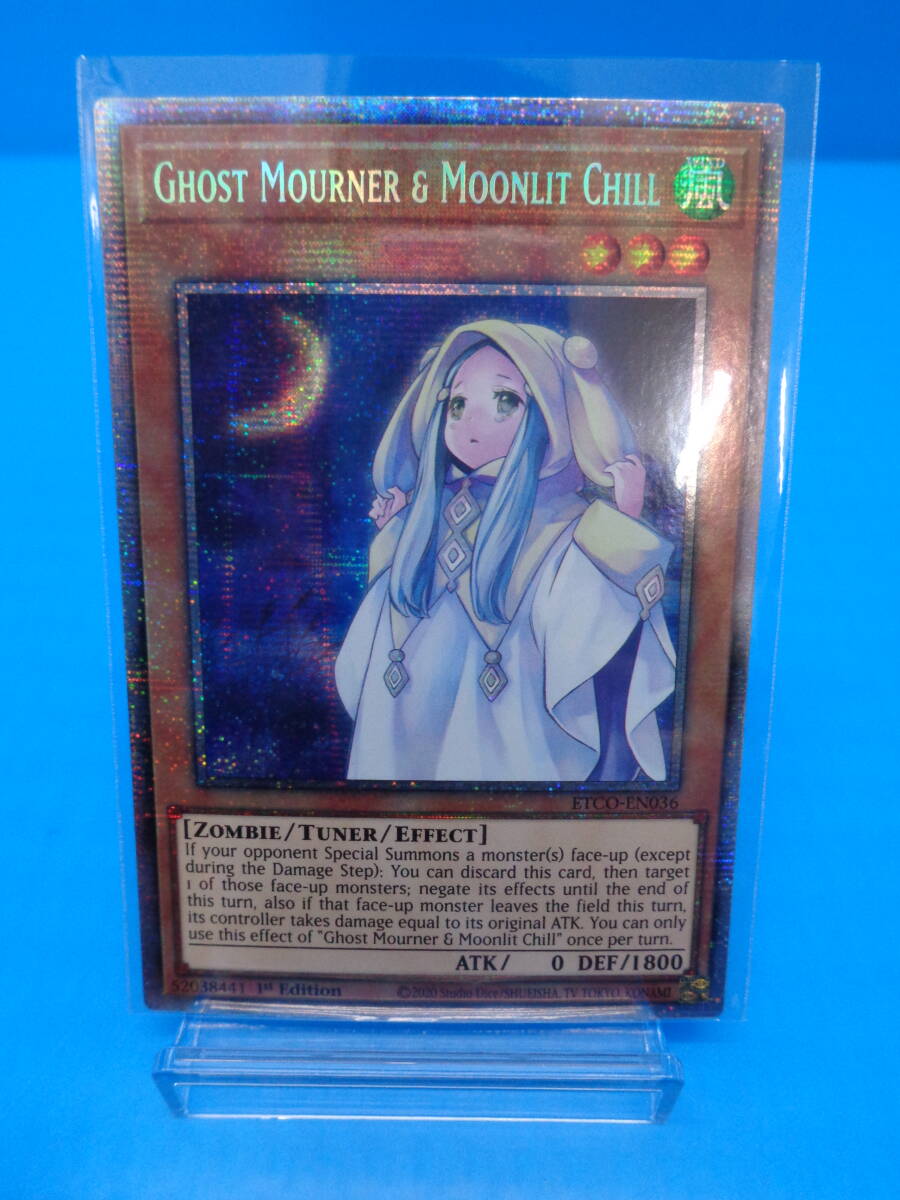 GHOST MOURNER & MOONLIT CHILL
WIND
嵐
ETCO-EN036
[ZOMBIE/TUNER/EFFECT]
If your opponent Special Summons a monster(s) face-up (except
during the Damage Step): You can discard this card, then target
1 of those face-up monsters; negate its effects until the end of
this turn, also if that face-up monster leaves the field this turn,
its controller takes damage equal to its original ATK. You can only
use this effect of "Ghost Mourner & Moonlit Chill" once per turn.
ATK/ 0 DEF/1800
52038441 1st Edition ©2020 Studio Dice/SHUEISHA, TV TOKYO, KONAMI